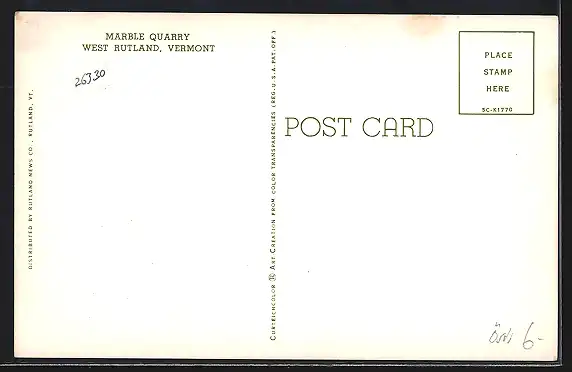 MARBLE QUARRY
WEST RUTLAND, VERMONT
26330
DISTRIBUTED BY RUTLAND NEWS CO., RUTLAND, VT.
CURTEICHCOLOR ® ART CREATION FROM COLOR TRANSPARENCIES (REG. U.S.A. PAT. OFF.)
POST CARD
PLACE
STAMP
HERE
5C-K1770
6-